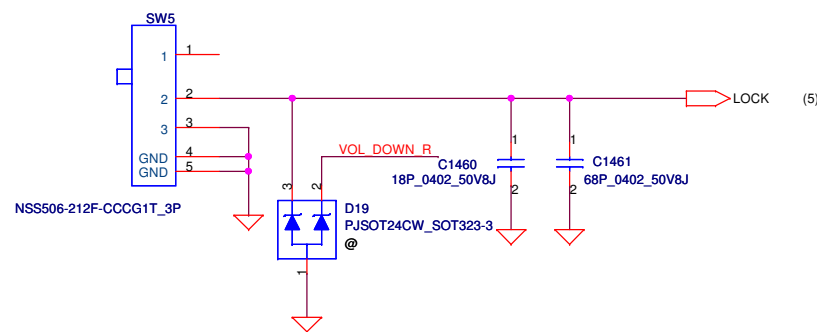 SW5
1 1
2 2
3 3
GND 4
GND 5
NSS506-212F-CCCG1T_3P
LOCK (5)
VOL_DOWN_R
3 2
D19
PJSOT24CW_SOT323-3
@
1
1
C1460
18P_0402_50V8J
2
1
C1461
68P_0402_50V8J
2